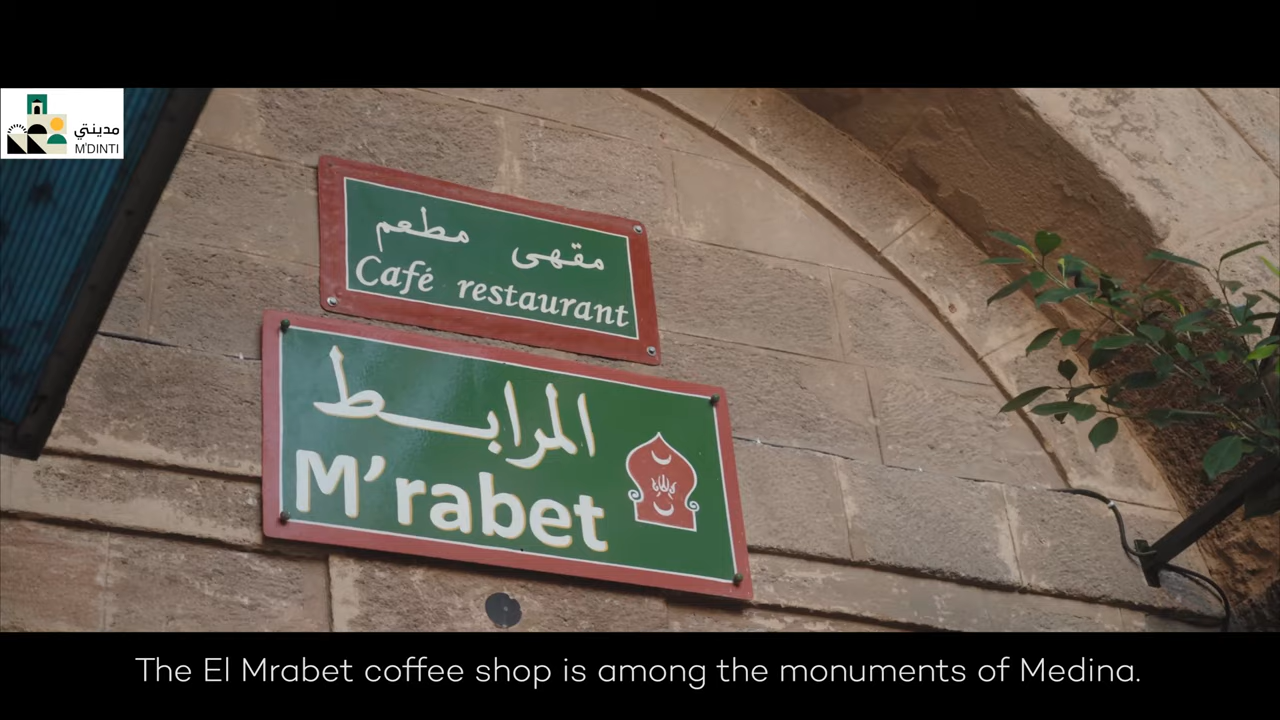 مدينتي
M'DINTI
مقهى مطعم
Café restaurant
المرابط
M'rabet
The El Mrabet coffee shop is among the monuments of Medina.